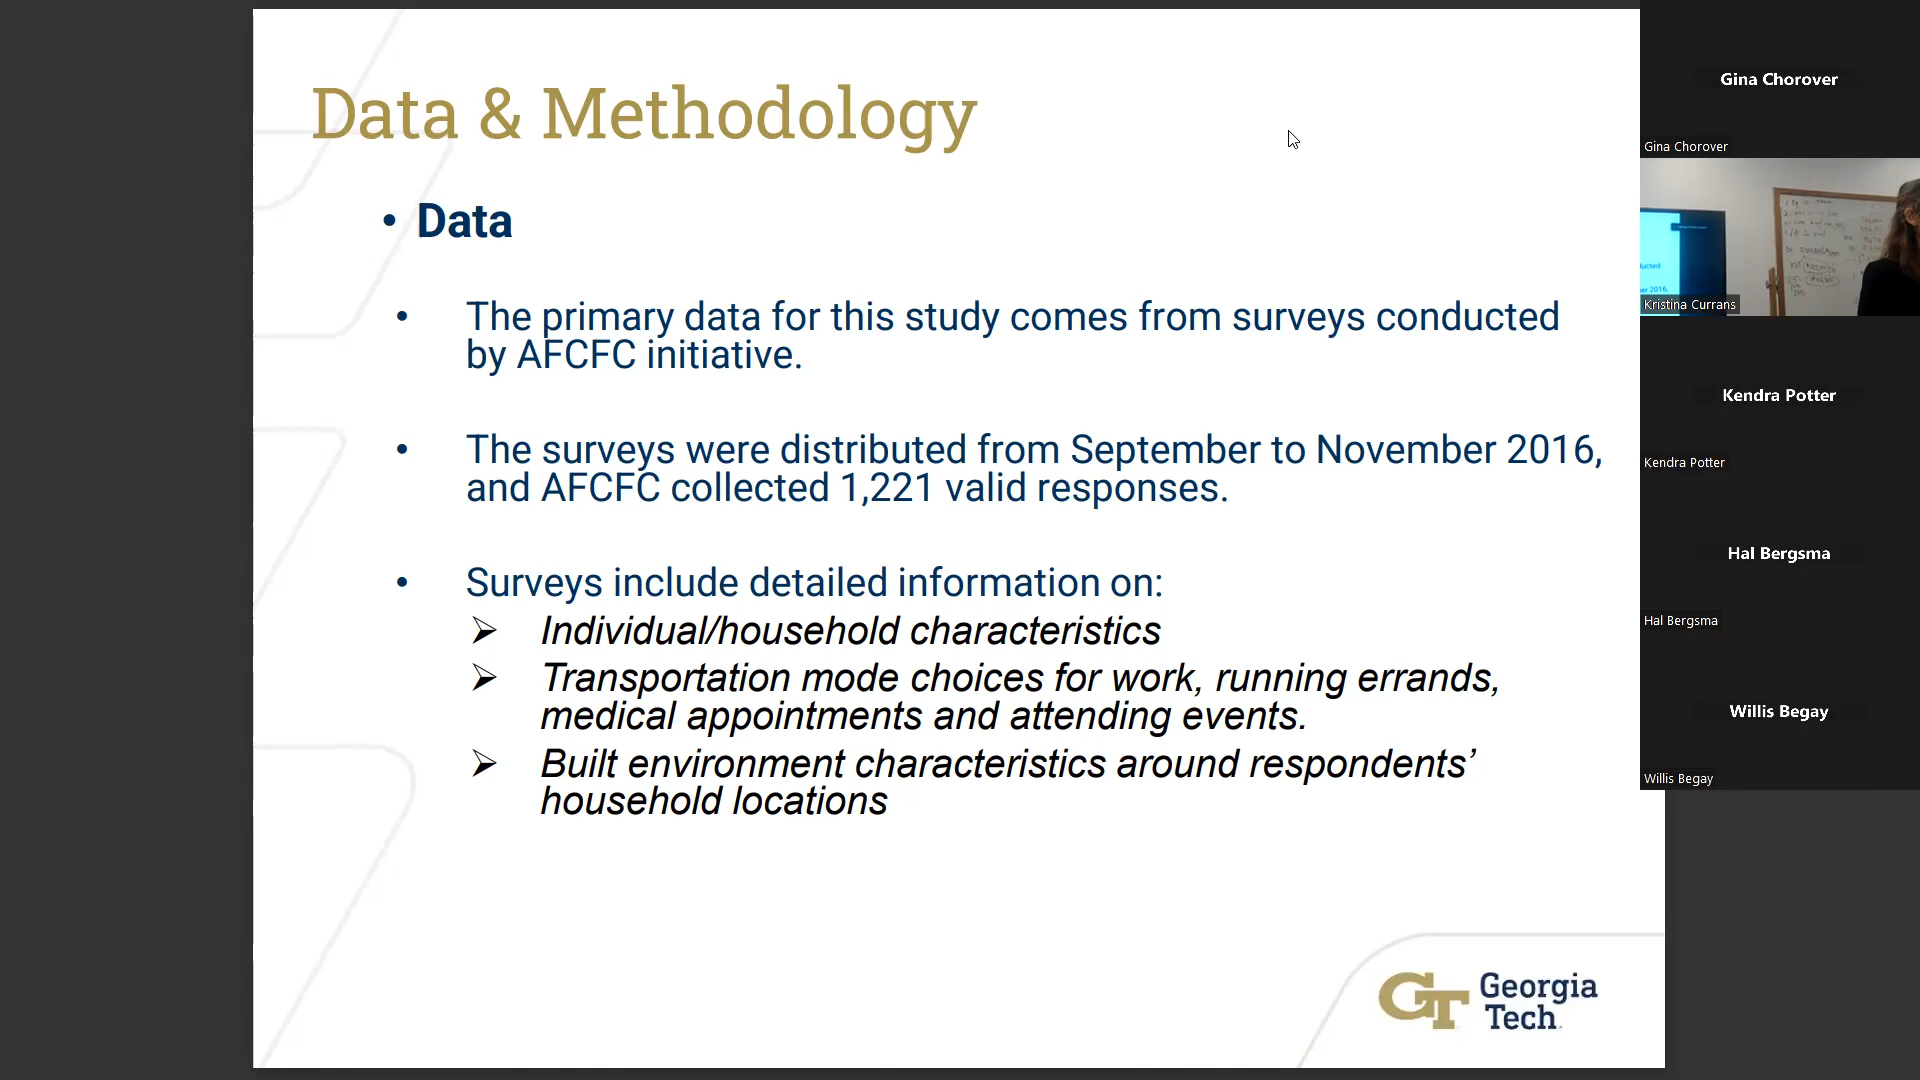 Data & Methodology
• Data
• The primary data for this study comes from surveys conducted
by AFCFC initiative.
• The surveys were distributed from September to November 2016,
and AFCFC collected 1,221 valid responses.
• Surveys include detailed information on:
➢ Individual/household characteristics
➢ Transportation mode choices for work, running errands,
medical appointments and attending events.
➢ Built environment characteristics around respondents’
household locations
GT Georgia
Tech
Gina Chorover
Gina Chorover
ucted
er 2016,
Kristina Currans
Kendra Potter
Kendra Potter
Hal Bergsma
Hal Bergsma
Willis Begay
Willis Begay